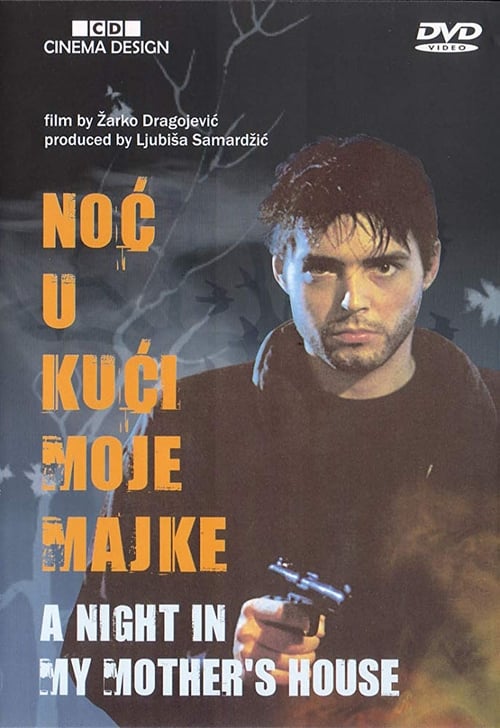 CD
CINEMA DESIGN
DVD
VIDEO
film by Žarko Dragojević
produced by Ljubiša Samardžić
NOĆ
U
KUĆI
MOJE
MAJKE
A NIGHT IN
MY MOTHER'S HOUSE